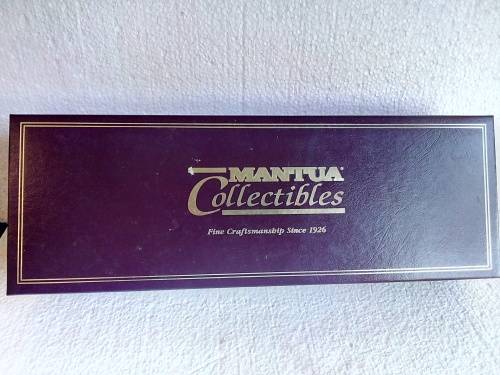 MANTUA®
Collectibles
Fine Craftsmanship Since 1926